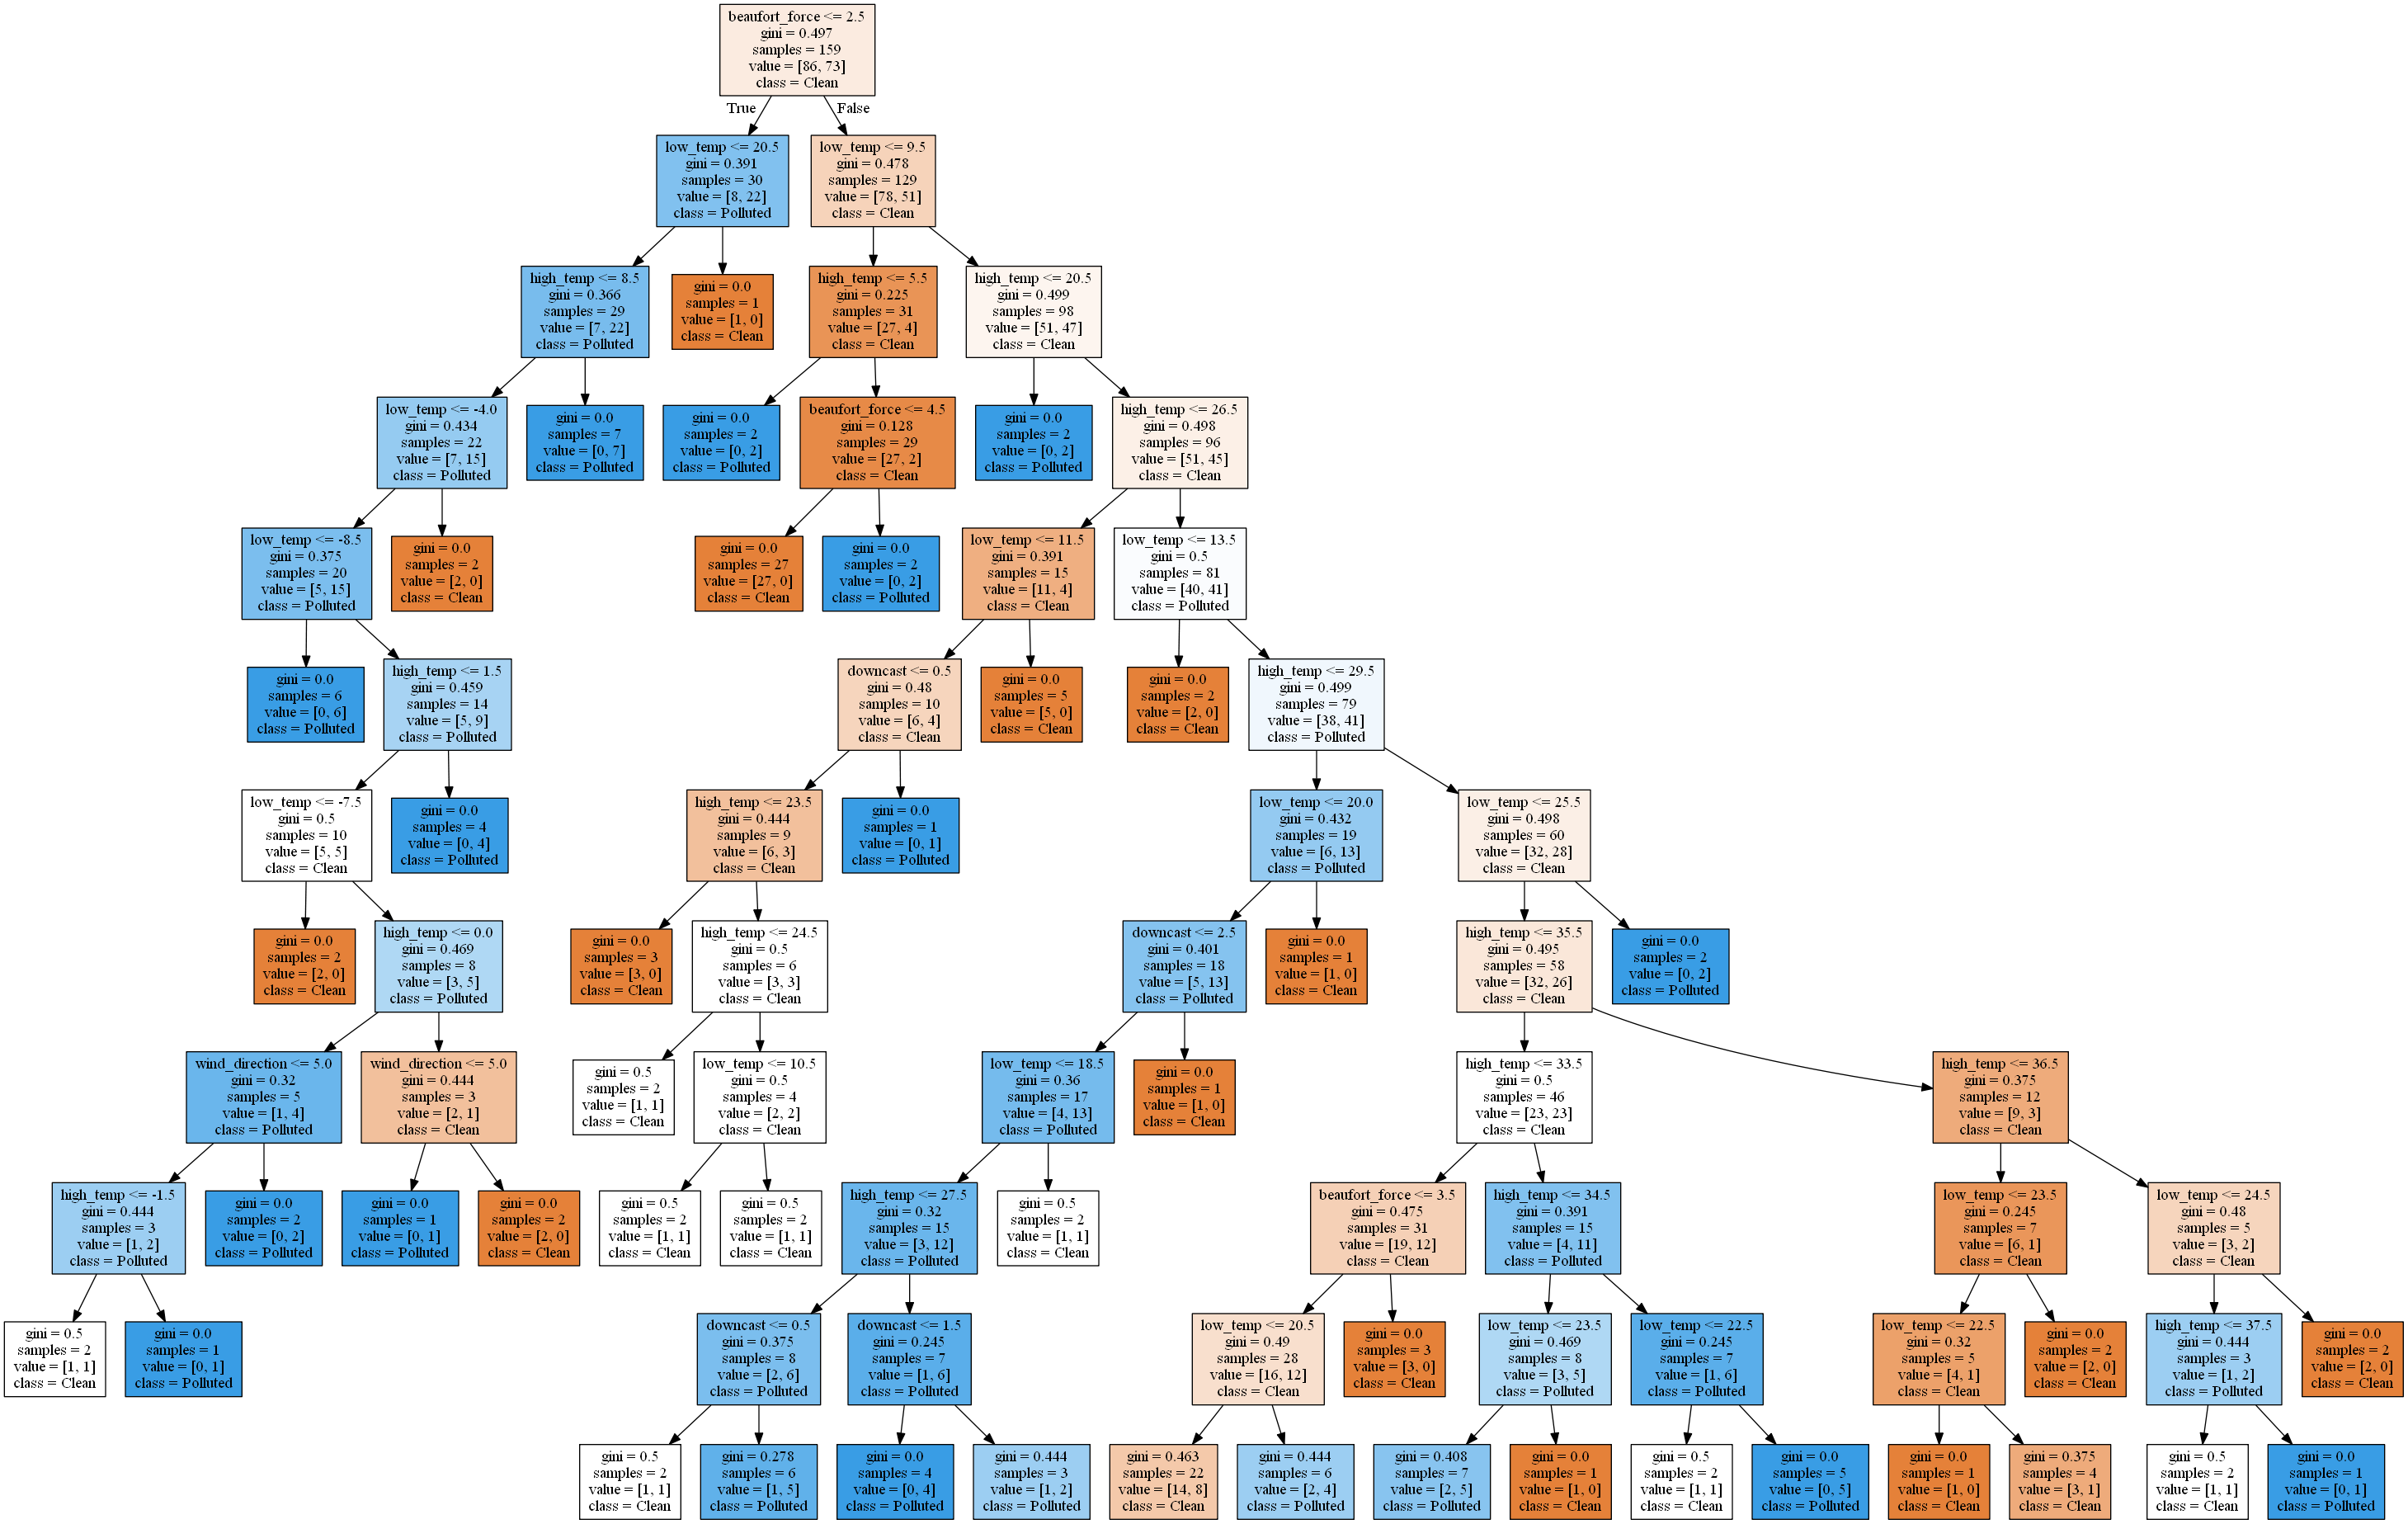 beaufort_force <= 2.5
gini = 0.497
samples = 159
value = [86, 73]
class = Clean
True
False
low_temp <= 20.5
gini = 0.391
samples = 30
value = [8, 22]
class = Polluted
low_temp <= 9.5
gini = 0.478
samples = 129
value = [78, 51]
class = Clean
high_temp <= 8.5
gini = 0.366
samples = 29
value = [7, 22]
class = Polluted
gini = 0.0
samples = 1
value = [1, 0]
class = Clean
high_temp <= 5.5
gini = 0.225
samples = 31
value = [27, 4]
class = Clean
high_temp <= 20.5
gini = 0.499
samples = 98
value = [51, 47]
class = Clean
low_temp <= -4.0
gini = 0.434
samples = 22
value = [7, 15]
class = Polluted
gini = 0.0
samples = 7
value = [0, 7]
class = Polluted
gini = 0.0
samples = 2
value = [0, 2]
class = Polluted
beaufort_force <= 4.5
gini = 0.128
samples = 29
value = [27, 2]
class = Clean
gini = 0.0
samples = 2
value = [0, 2]
class = Polluted
high_temp <= 26.5
gini = 0.498
samples = 96
value = [51, 45]
class = Clean
low_temp <= -8.5
gini = 0.375
samples = 20
value = [5, 15]
class = Polluted
gini = 0.0
samples = 2
value = [2, 0]
class = Clean
gini = 0.0
samples = 27
value = [27, 0]
class = Clean
gini = 0.0
samples = 2
value = [0, 2]
class = Polluted
low_temp <= 11.5
gini = 0.391
samples = 15
value = [11, 4]
class = Clean
low_temp <= 13.5
gini = 0.5
samples = 81
value = [40, 41]
class = Polluted
gini = 0.0
samples = 6
value = [0, 6]
class = Polluted
high_temp <= 1.5
gini = 0.459
samples = 14
value = [5, 9]
class = Polluted
downcast <= 0.5
gini = 0.48
samples = 10
value = [6, 4]
class = Clean
gini = 0.0
samples = 5
value = [5, 0]
class = Clean
gini = 0.0
samples = 2
value = [2, 0]
class = Clean
high_temp <= 29.5
gini = 0.499
samples = 79
value = [38, 41]
class = Polluted
low_temp <= -7.5
gini = 0.5
samples = 10
value = [5, 5]
class = Clean
gini = 0.0
samples = 4
value = [0, 4]
class = Polluted
high_temp <= 23.5
gini = 0.444
samples = 9
value = [6, 3]
class = Clean
gini = 0.0
samples = 1
value = [0, 1]
class = Polluted
low_temp <= 20.0
gini = 0.432
samples = 19
value = [6, 13]
class = Polluted
low_temp <= 25.5
gini = 0.498
samples = 60
value = [32, 28]
class = Clean
gini = 0.0
samples = 2
value = [2, 0]
class = Clean
high_temp <= 0.0
gini = 0.469
samples = 8
value = [3, 5]
class = Polluted
gini = 0.0
samples = 3
value = [3, 0]
class = Clean
high_temp <= 24.5
gini = 0.5
samples = 6
value = [3, 3]
class = Clean
downcast <= 2.5
gini = 0.401
samples = 18
value = [5, 13]
class = Polluted
gini = 0.0
samples = 1
value = [1, 0]
class = Clean
high_temp <= 35.5
gini = 0.495
samples = 58
value = [32, 26]
class = Clean
gini = 0.0
samples = 2
value = [0, 2]
class = Polluted
wind_direction <= 5.0
gini = 0.32
samples = 5
value = [1, 4]
class = Polluted
wind_direction <= 5.0
gini = 0.444
samples = 3
value = [2, 1]
class = Clean
gini = 0.5
samples = 2
value = [1, 1]
class = Clean
low_temp <= 10.5
gini = 0.5
samples = 4
value = [2, 2]
class = Clean
low_temp <= 18.5
gini = 0.36
samples = 17
value = [4, 13]
class = Polluted
gini = 0.0
samples = 1
value = [1, 0]
class = Clean
high_temp <= 33.5
gini = 0.5
samples = 46
value = [23, 23]
class = Clean
high_temp <= 36.5
gini = 0.375
samples = 12
value = [9, 3]
class = Clean
high_temp <= -1.5
gini = 0.444
samples = 3
value = [1, 2]
class = Polluted
gini = 0.0
samples = 2
value = [0, 2]
class = Polluted
gini = 0.0
samples = 1
value = [0, 1]
class = Polluted
gini = 0.0
samples = 2
value = [2, 0]
class = Clean
gini = 0.5
samples = 2
value = [1, 1]
class = Clean
gini = 0.5
samples = 2
value = [1, 1]
class = Clean
high_temp <= 27.5
gini = 0.32
samples = 15
value = [3, 12]
class = Polluted
gini = 0.5
samples = 2
value = [1, 1]
class = Clean
beaufort_force <= 3.5
gini = 0.475
samples = 31
value = [19, 12]
class = Clean
high_temp <= 34.5
gini = 0.391
samples = 15
value = [4, 11]
class = Polluted
low_temp <= 23.5
gini = 0.245
samples = 7
value = [6, 1]
class = Clean
low_temp <= 24.5
gini = 0.48
samples = 5
value = [3, 2]
class = Clean
gini = 0.5
samples = 2
value = [1, 1]
class = Clean
gini = 0.0
samples = 1
value = [0, 1]
class = Polluted
downcast <= 0.5
gini = 0.375
samples = 8
value = [2, 6]
class = Polluted
downcast <= 1.5
gini = 0.245
samples = 7
value = [1, 6]
class = Polluted
low_temp <= 20.5
gini = 0.49
samples = 28
value = [16, 12]
class = Clean
gini = 0.0
samples = 3
value = [3, 0]
class = Clean
low_temp <= 23.5
gini = 0.469
samples = 8
value = [3, 5]
class = Polluted
low_temp <= 22.5
gini = 0.245
samples = 7
value = [1, 6]
class = Polluted
low_temp <= 22.5
gini = 0.32
samples = 5
value = [4, 1]
class = Clean
gini = 0.0
samples = 2
value = [2, 0]
class = Clean
high_temp <= 37.5
gini = 0.444
samples = 3
value = [1, 2]
class = Polluted
gini = 0.0
samples = 2
value = [2, 0]
class = Clean
gini = 0.5
samples = 2
value = [1, 1]
class = Clean
gini = 0.278
samples = 6
value = [1, 5]
class = Polluted
gini = 0.0
samples = 4
value = [0, 4]
class = Polluted
gini = 0.444
samples = 3
value = [1, 2]
class = Polluted
gini = 0.463
samples = 22
value = [14, 8]
class = Clean
gini = 0.444
samples = 6
value = [2, 4]
class = Polluted
gini = 0.408
samples = 7
value = [2, 5]
class = Polluted
gini = 0.0
samples = 1
value = [1, 0]
class = Clean
gini = 0.5
samples = 2
value = [1, 1]
class = Clean
gini = 0.0
samples = 5
value = [0, 5]
class = Polluted
gini = 0.0
samples = 1
value = [1, 0]
class = Clean
gini = 0.375
samples = 4
value = [3, 1]
class = Clean
gini = 0.5
samples = 2
value = [1, 1]
class = Clean
gini = 0.0
samples = 1
value = [0, 1]
class = Polluted